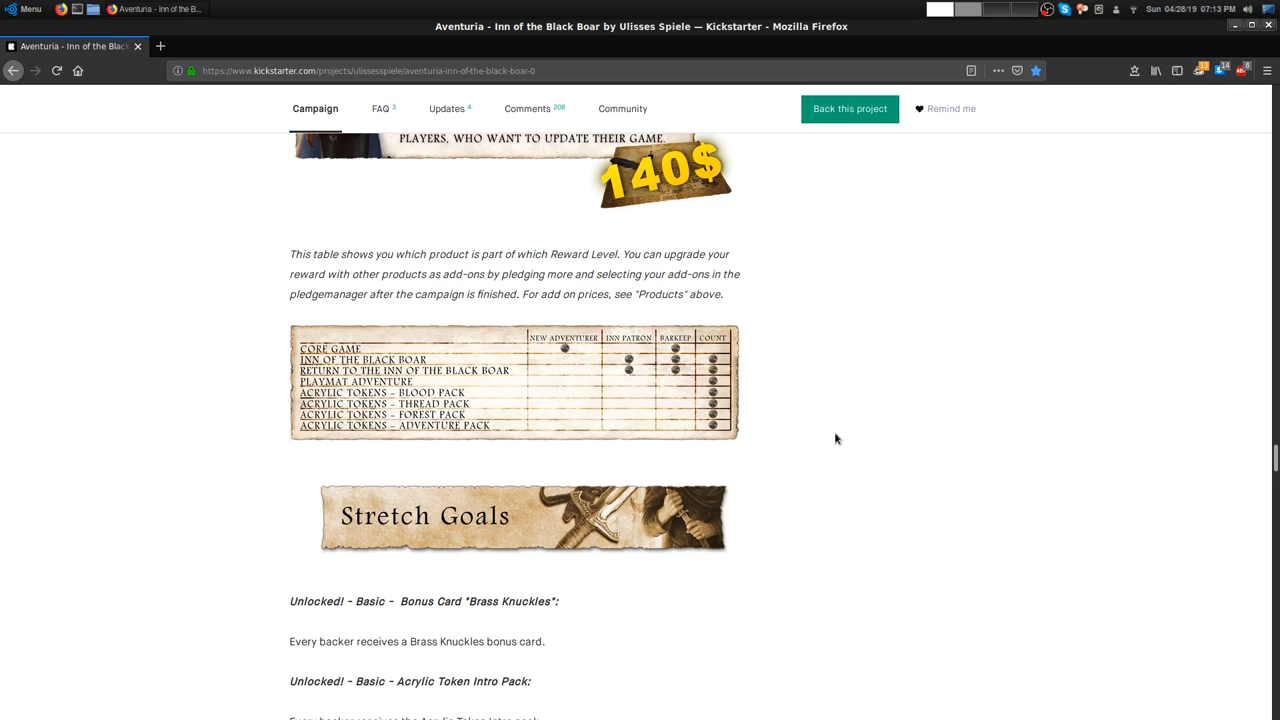 Menu
Aventuria - Inn of the B...
Sun 04/28/19 07:13 PM
Aventuria - Inn of the Black Boar by Ulisses Spiele — Kickstarter - Mozilla Firefox
Aventuria - Inn of the Black
https://www.kickstarter.com/projects/ulissesspiele/aventuria-inn-of-the-black-boar-0
Campaign FAQ 3 Updates 4 Comments 208 Community Back this project Remind me
PLAYERS, WHO WANT TO UPDATE THEIR GAME.
140$
This table shows you which product is part of which Reward Level. You can upgrade your
reward with other products as add-ons by pledging more and selecting your add-ons in the
pledgemanager after the campaign is finished. For add on prices, see "Products" above.
NEW ADVENTURER INN PATRON BARKEEP COUNT
CORE GAME
INN OF THE BLACK BOAR
RETURN TO THE INN OF THE BLACK BOAR
PLAYMAT ADVENTURE
ACRYLIC TOKENS - BLOOD PACK
ACRYLIC TOKENS - THREAD PACK
ACRYLIC TOKENS - FOREST PACK
ACRYLIC TOKENS - ADVENTURE PACK
Stretch Goals
Unlocked! - Basic - Bonus Card "Brass Knuckles":
Every backer receives a Brass Knuckles bonus card.
Unlocked! - Basic - Acrylic Token Intro Pack:
Every backer receives the Acrylic Token Intro pack